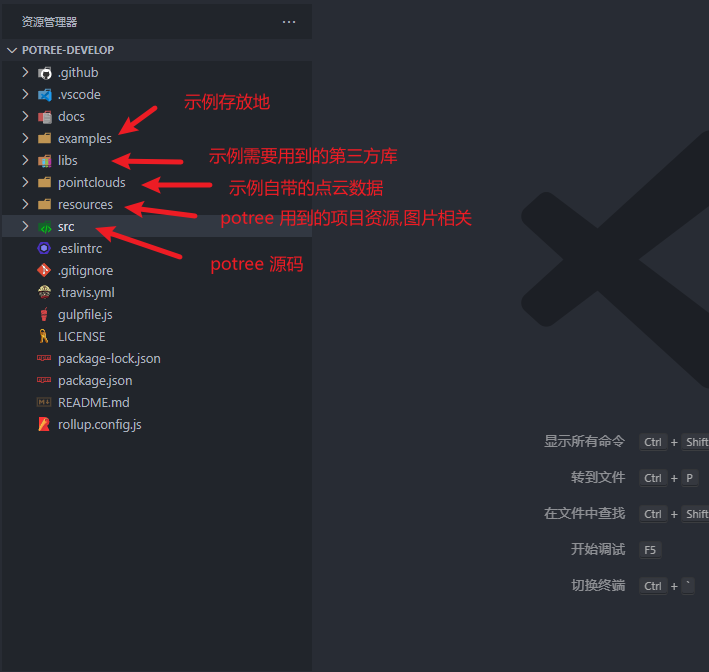 资源管理器
POTREE-DEVELOP
.github
.vscode
示例存放地
docs
examples
示例需要用到的第三方库
libs
pointclouds
示例自带的点云数据
resources
potree 用到的项目资源,图片相关
src
potree 源码
.eslintrc
.gitignore
.travis.yml
gulpfile.js
LICENSE
package-lock.json
package.json
README.md
rollup.config.js
显示所有命令 Ctrl + Shift
转到文件 Ctrl + P
在文件中查找 Ctrl + Shift
开始调试 F5
切换终端 Ctrl + `